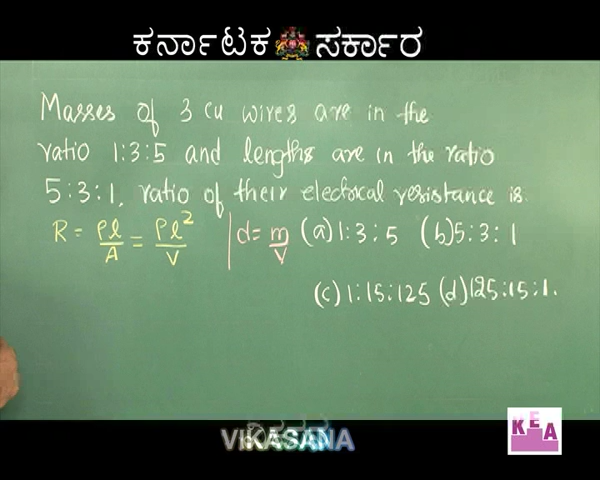 ಕರ್ನಾಟಕ ಸರ್ಕಾರ
Masses of 3 Cu wires are in the
ratio 1:3:5 and lengths are in the ratio
5:3:1, ratio of their electrical resistance is
R = ρl/A = ρl²/V | d = m/V (a) 1:3:5 (b) 5:3:1
(c) 1:15:125 (d) 125:15:1.
VIKASANA
KEA